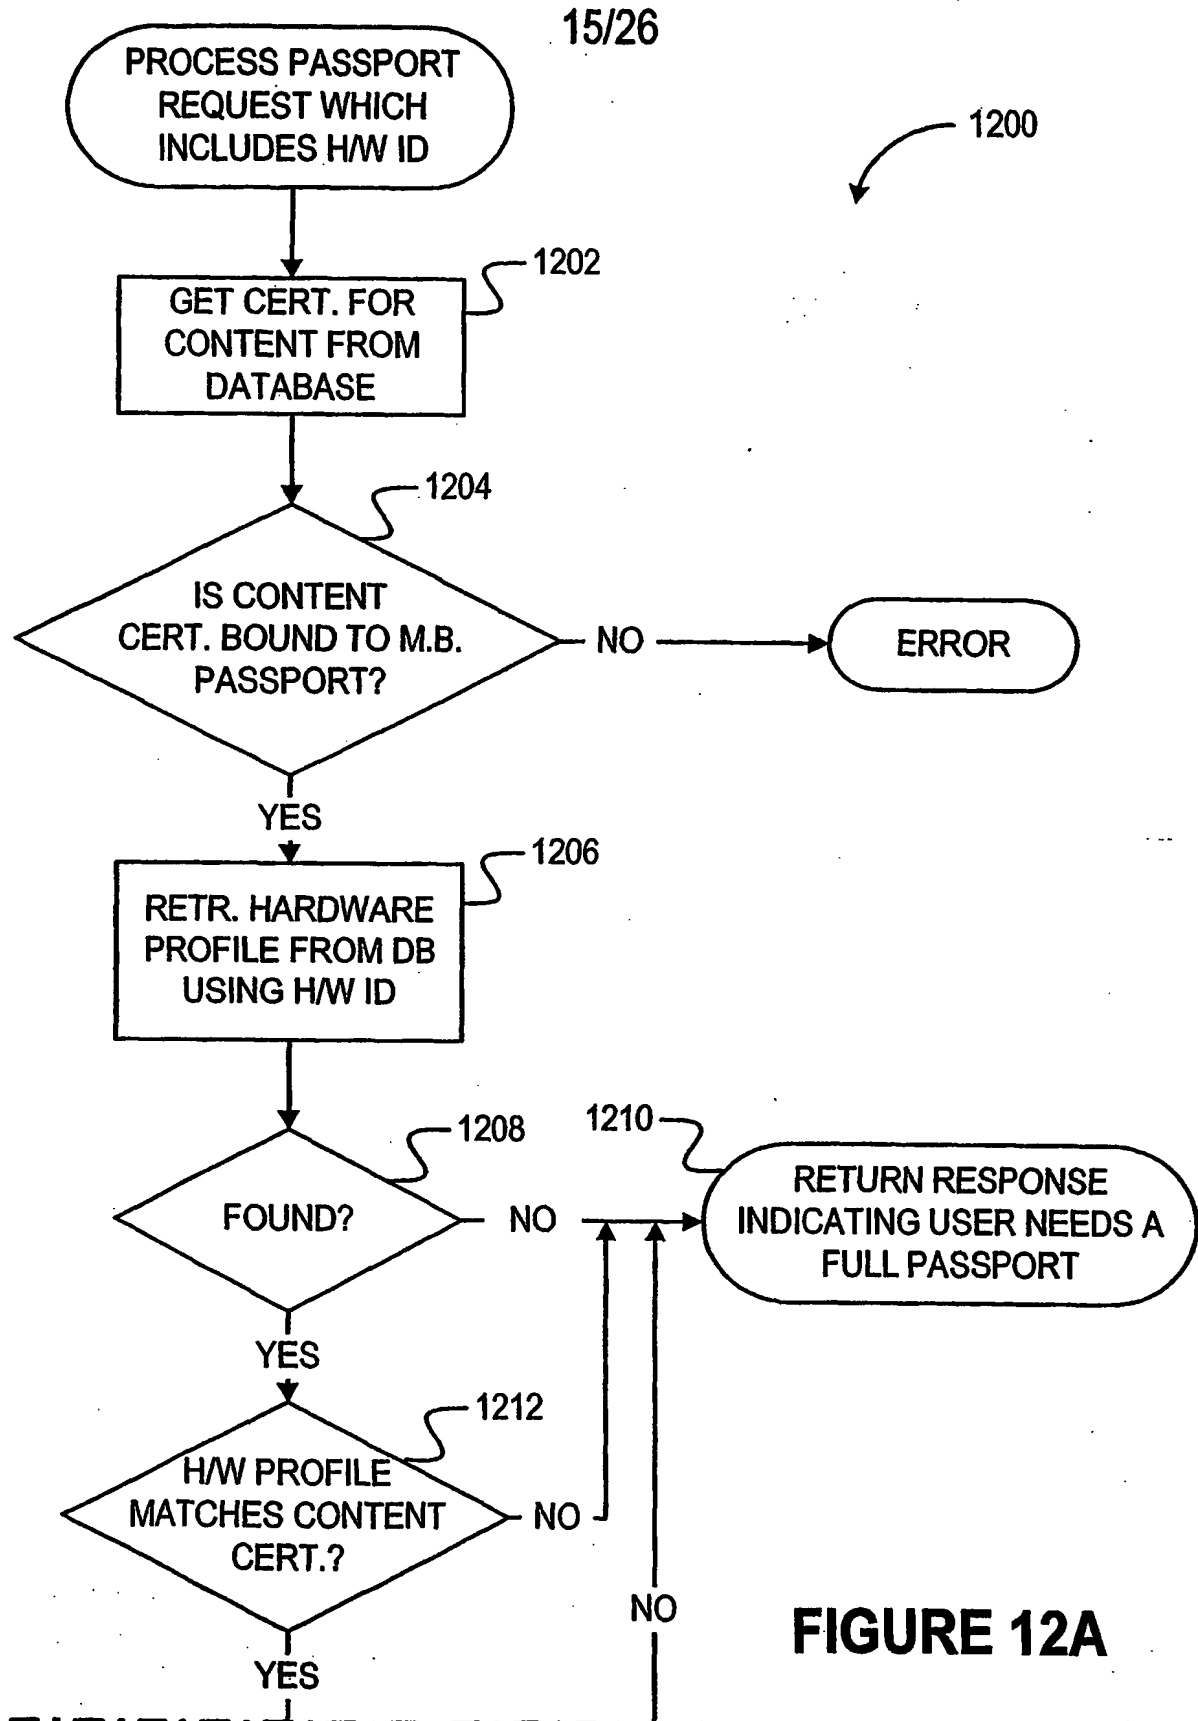 15/26
PROCESS PASSPORT
REQUEST WHICH
INCLUDES H/W ID
1200
1202
GET CERT. FOR
CONTENT FROM
DATABASE
1204
IS CONTENT
CERT. BOUND TO M.B.
PASSPORT?
NO
ERROR
YES
1206
RETR. HARDWARE
PROFILE FROM DB
USING H/W ID
1208
1210
FOUND?
NO
RETURN RESPONSE
INDICATING USER NEEDS A
FULL PASSPORT
YES
1212
H/W PROFILE
MATCHES CONTENT
CERT.?
NO
NO
FIGURE 12A
YES